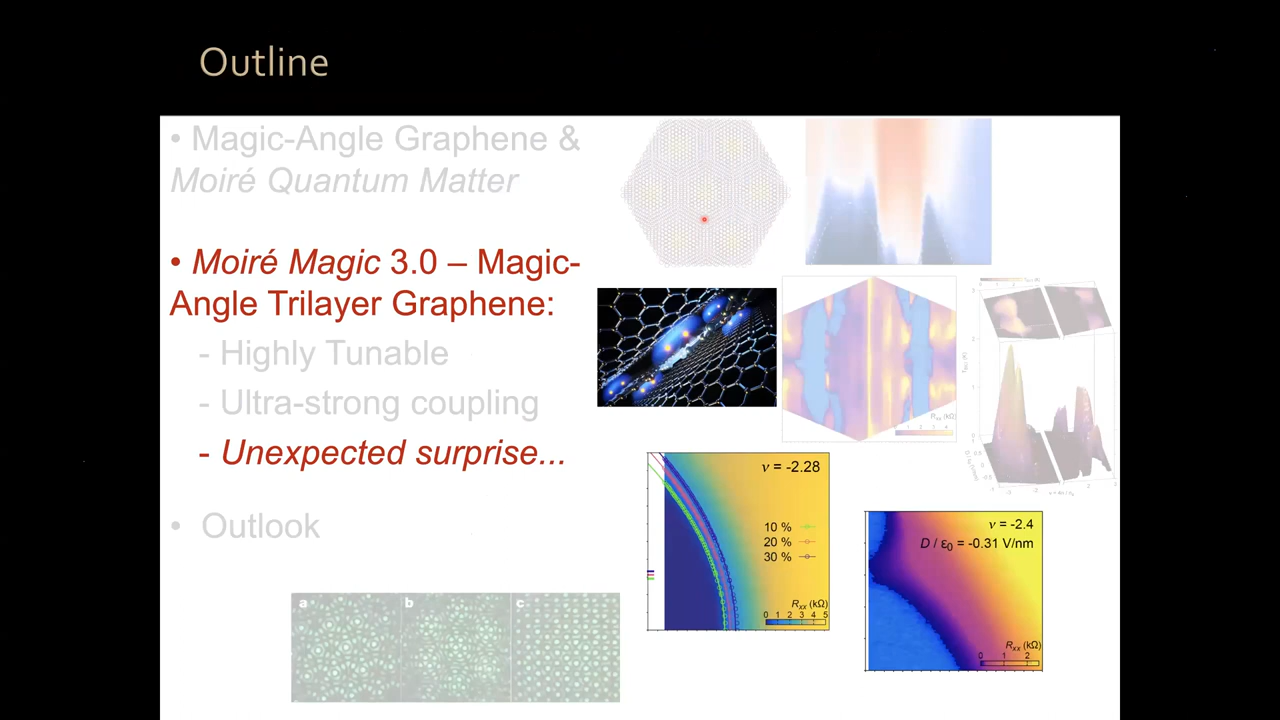 Outline
• Magic-Angle Graphene &
Moiré Quantum Matter
• Moiré Magic 3.0 – Magic-
Angle Trilayer Graphene:
- Highly Tunable
- Ultra-strong coupling
- Unexpected surprise...
• Outlook
Rxx (kΩ)
ν = -2.28
10 %
20 %
30 %
Rxx (kΩ)
0 1 2 3 4 5
ν = -2.4
D / ε0 = -0.31 V/nm
Rxx (kΩ)
0 1 2
a b c